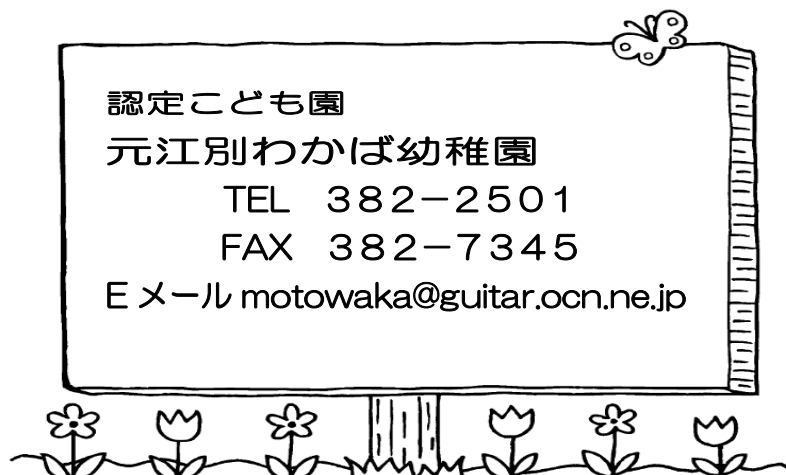 認定こども園
元江別わかば幼稚園
TEL　３８２－２５０１
FAX　３８２－７３４５
Eメール motowaka@guitar.ocn.ne.jp